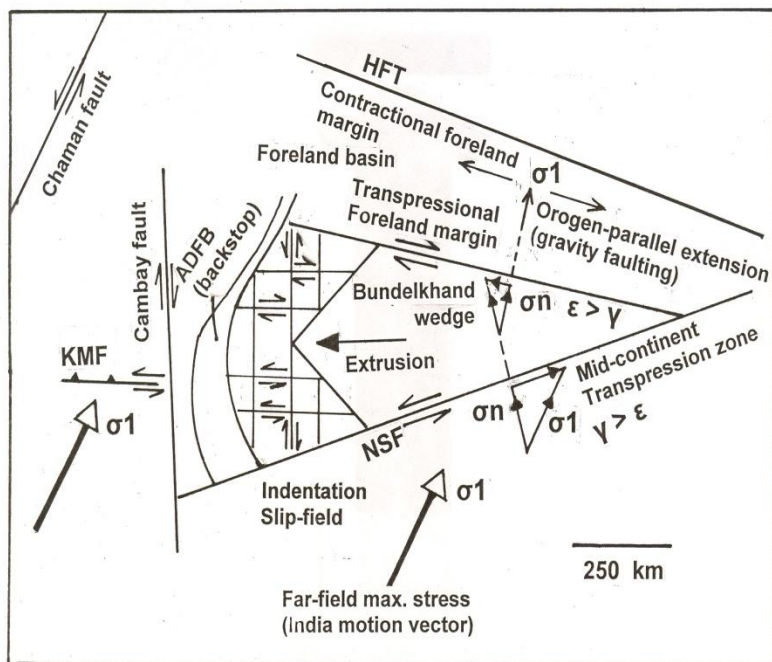 HFT
Contractional foreland
margin
Foreland basin
σ1
Chaman fault
Transpressional
Foreland margin
Orogen-parallel extension
(gravity faulting)
Cambay fault
ADFB
(backstop)
Bundelkhand
wedge
σn ε > γ
KMF
Extrusion
Mid-continent
Transpression zone
σ1
σn
σ1
γ > ε
NSF
Indentation
Slip-field
σ1
250 km
Far-field max. stress
(India motion vector)